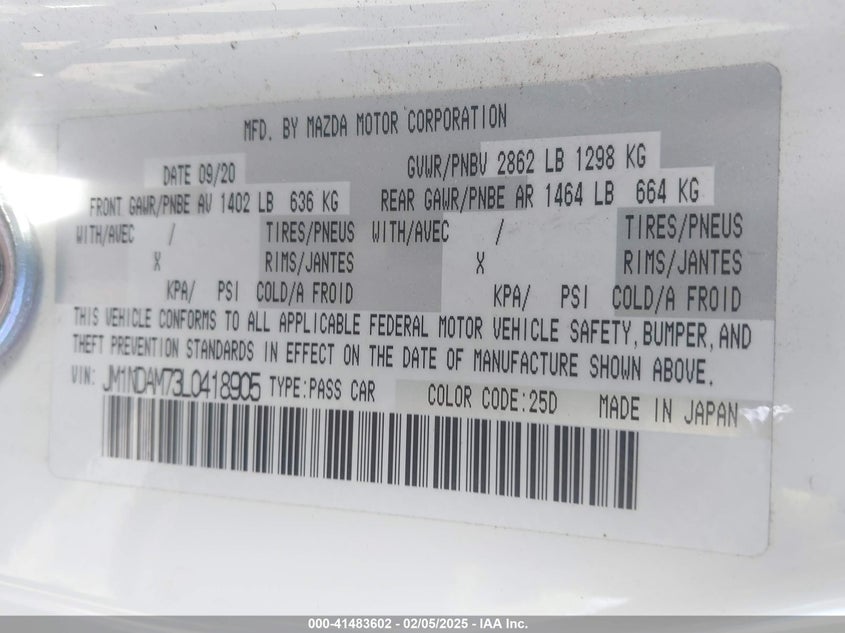 MFD. BY MAZDA MOTOR CORPORATION
DATE 09/20 GVWR/PNBV 2862 LB 1298 KG
FRONT GAWR/PNBE AV 1402 LB 636 KG REAR GAWR/PNBE AR 1464 LB 664 KG
WITH/AVEC / TIRES/PNEUS WITH/AVEC / TIRES/PNEUS
X RIMS/JANTES X RIMS/JANTES
KPA/ PSI COLD/A FROID KPA/ PSI COLD/A FROID
THIS VEHICLE CONFORMS TO ALL APPLICABLE FEDERAL MOTOR VEHICLE SAFETY, BUMPER, AND
THEFT PREVENTION STANDARDS IN EFFECT ON THE DATE OF MANUFACTURE SHOWN ABOVE.
VIN: JM1NDAM73L0418905 TYPE:PASS CAR COLOR CODE:25D MADE IN JAPAN
000-41483602 - 02/05/2025 - IAA Inc.